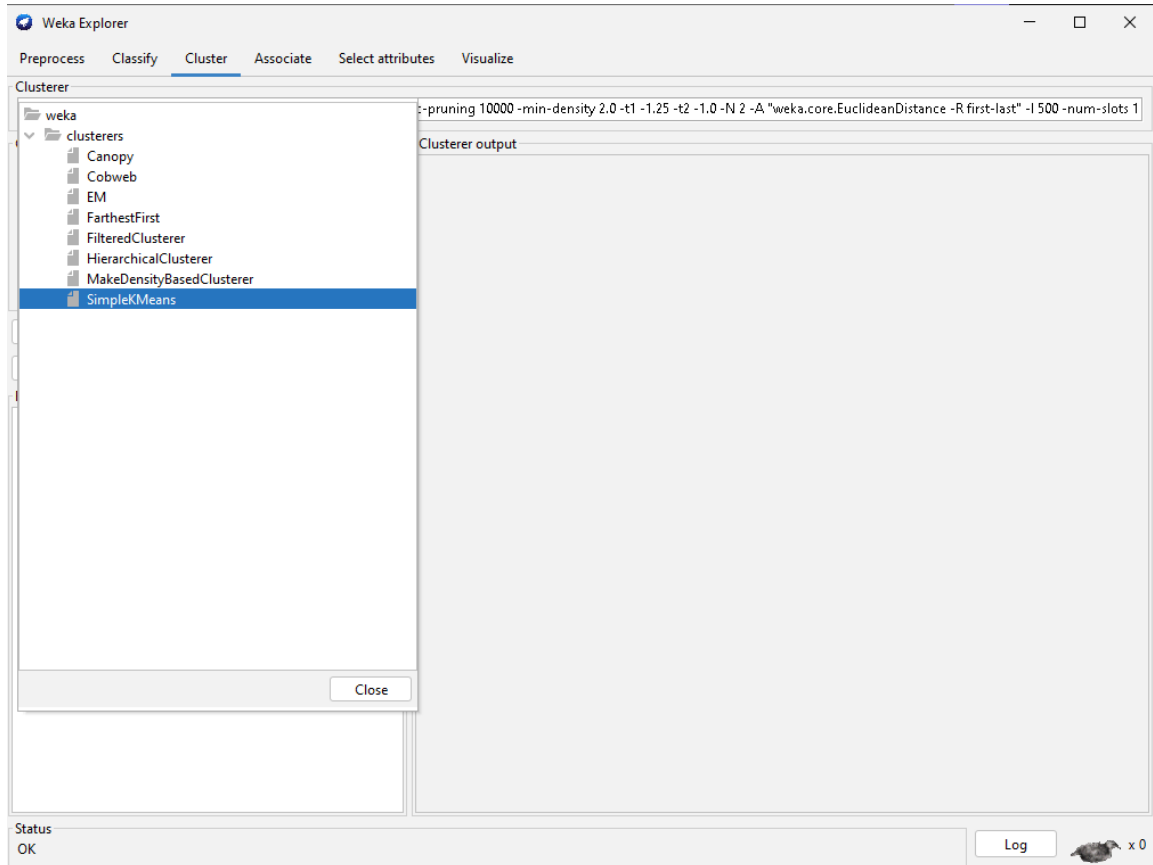 Weka Explorer
Preprocess Classify Cluster Associate Select attributes Visualize
Clusterer
-pruning 10000 -min-density 2.0 -t1 -1.25 -t2 -1.0 -N 2 -A "weka.core.EuclideanDistance -R first-last" -I 500 -num-slots 1
weka
clusterers
Clusterer output
Canopy
Cobweb
EM
FarthestFirst
FilteredClusterer
HierarchicalClusterer
MakeDensityBasedClusterer
SimpleKMeans
Close
Status
OK
Log
x 0